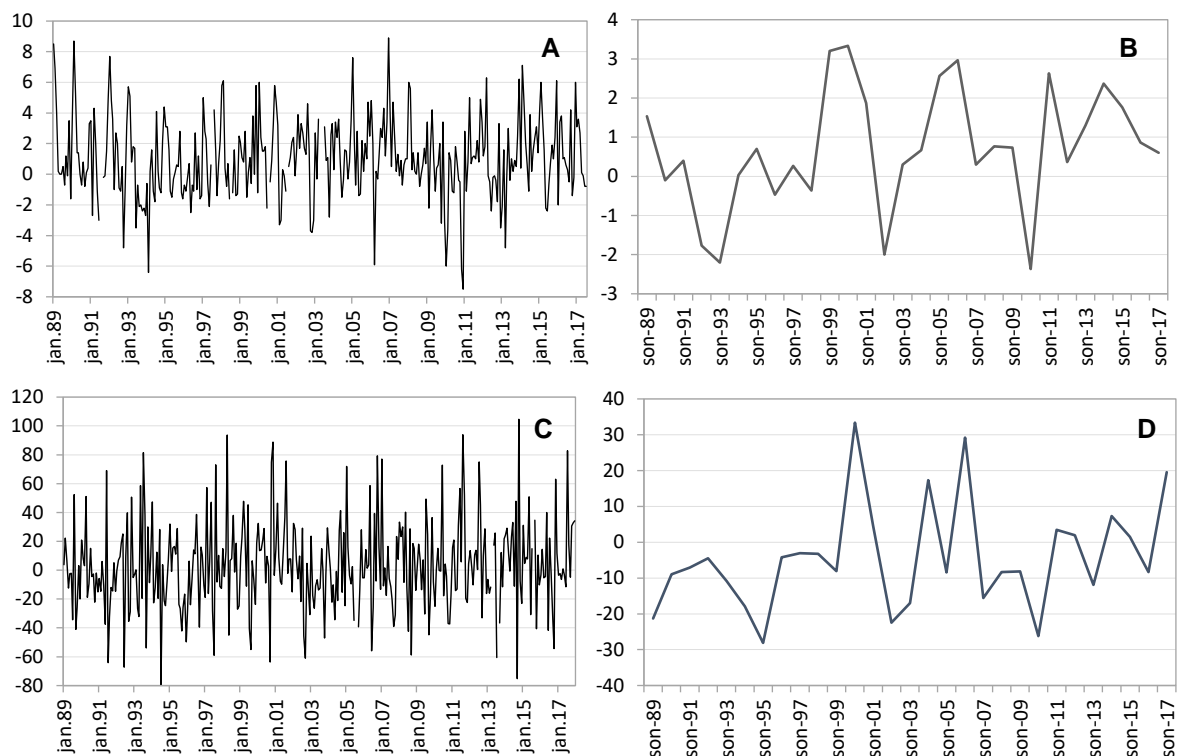 10
8
6
4
2
0
-2
-4
-6
-8
A
jan.89
jan.91
jan.93
jan.95
jan.97
jan.99
jan.01
jan.03
jan.05
jan.07
jan.09
jan.11
jan.13
jan.15
jan.17
4
3
2
1
0
-1
-2
-3
B
son-89
son-91
son-93
son-95
son-97
son-99
son-01
son-03
son-05
son-07
son-09
son-11
son-13
son-15
son-17
120
100
80
60
40
20
0
-20
-40
-60
-80
C
jan.89
jan.91
jan.93
jan.95
jan.97
jan.99
jan.01
jan.03
jan.05
jan.07
jan.09
jan.11
jan.13
jan.15
jan.17
40
30
20
10
0
-10
-20
-30
-40
D
son-89
son-91
son-93
son-95
son-97
son-99
son-01
son-03
son-05
son-07
son-09
son-11
son-13
son-15
son-17